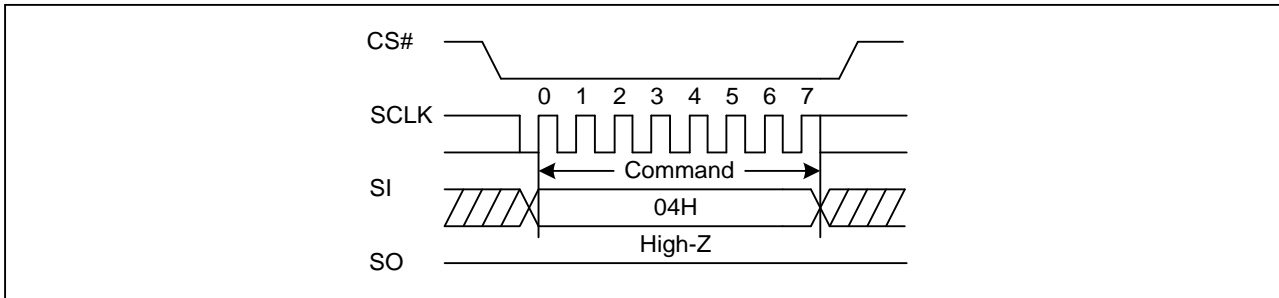 CS#
0 1 2 3 4 5 6 7
SCLK
Command
SI
04H
High-Z
SO